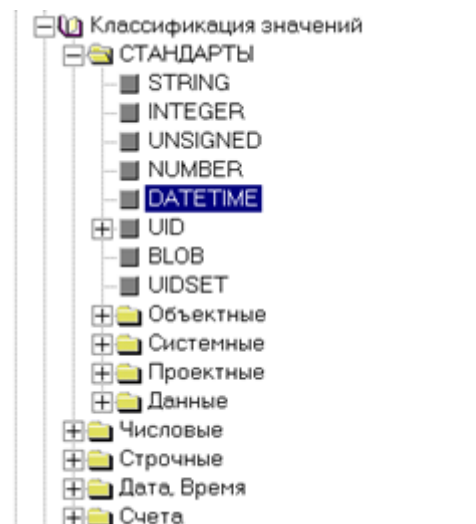 Классификация значений
СТАНДАРТЫ
STRING
INTEGER
UNSIGNED
NUMBER
DATETIME
UID
BLOB
UIDSET
Объектные
Системные
Проектные
Данные
Числовые
Строчные
Дата, Время
Счета